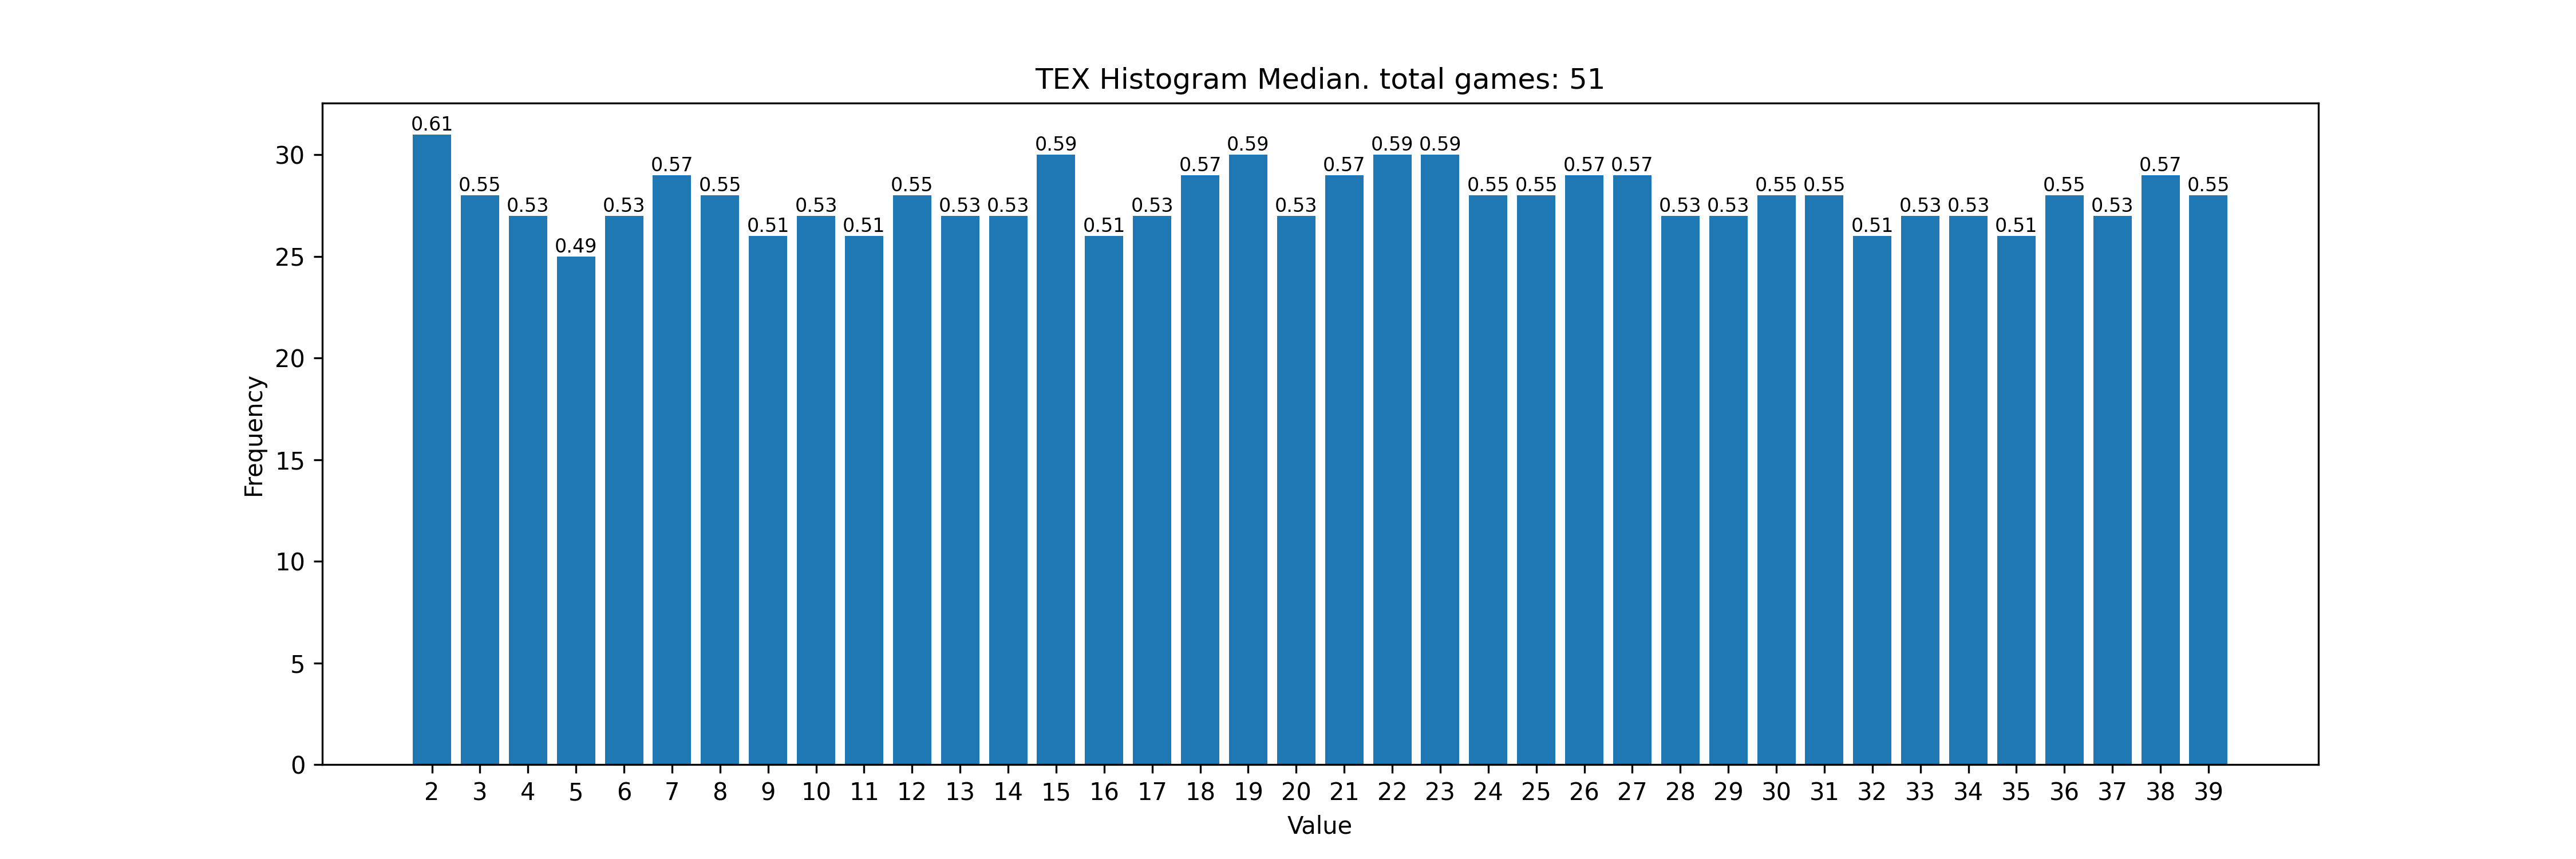 TEX Histogram Median. total games: 51
0.61 0.55 0.53 0.49 0.53 0.57 0.55 0.51 0.53 0.51 0.55 0.53 0.53 0.59 0.51 0.53 0.57 0.59 0.53 0.57 0.59 0.59 0.55 0.55 0.57 0.57 0.53 0.53 0.55 0.55 0.51 0.53 0.53 0.51 0.55 0.53 0.57 0.55
Frequency
30
25
20
15
10
5
0
2 3 4 5 6 7 8 9 10 11 12 13 14 15 16 17 18 19 20 21 22 23 24 25 26 27 28 29 30 31 32 33 34 35 36 37 38 39
Value